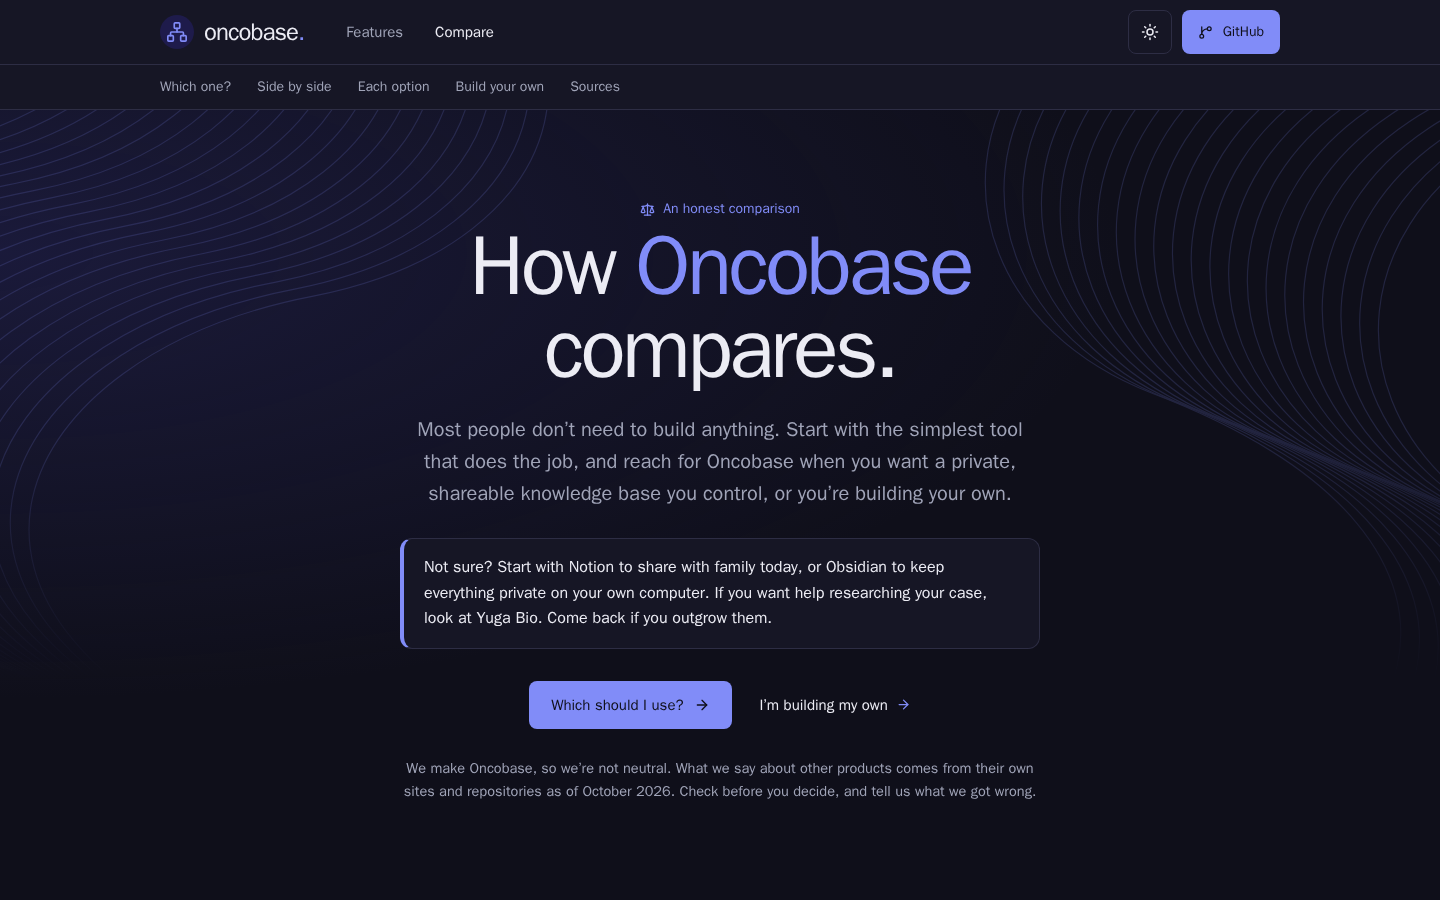 oncobase.
Features
Compare
GitHub
Which one?
Side by side
Each option
Build your own
Sources
An honest comparison
How Oncobase
compares.
Most people don’t need to build anything. Start with the simplest tool
that does the job, and reach for Oncobase when you want a private,
shareable knowledge base you control, or you’re building your own.
Not sure? Start with Notion to share with family today, or Obsidian to keep
everything private on your own computer. If you want help researching your case,
look at Yuga Bio. Come back if you outgrow them.
Which should I use?
I’m building my own
We make Oncobase, so we’re not neutral. What we say about other products comes from their own
sites and repositories as of October 2026. Check before you decide, and tell us what we got wrong.